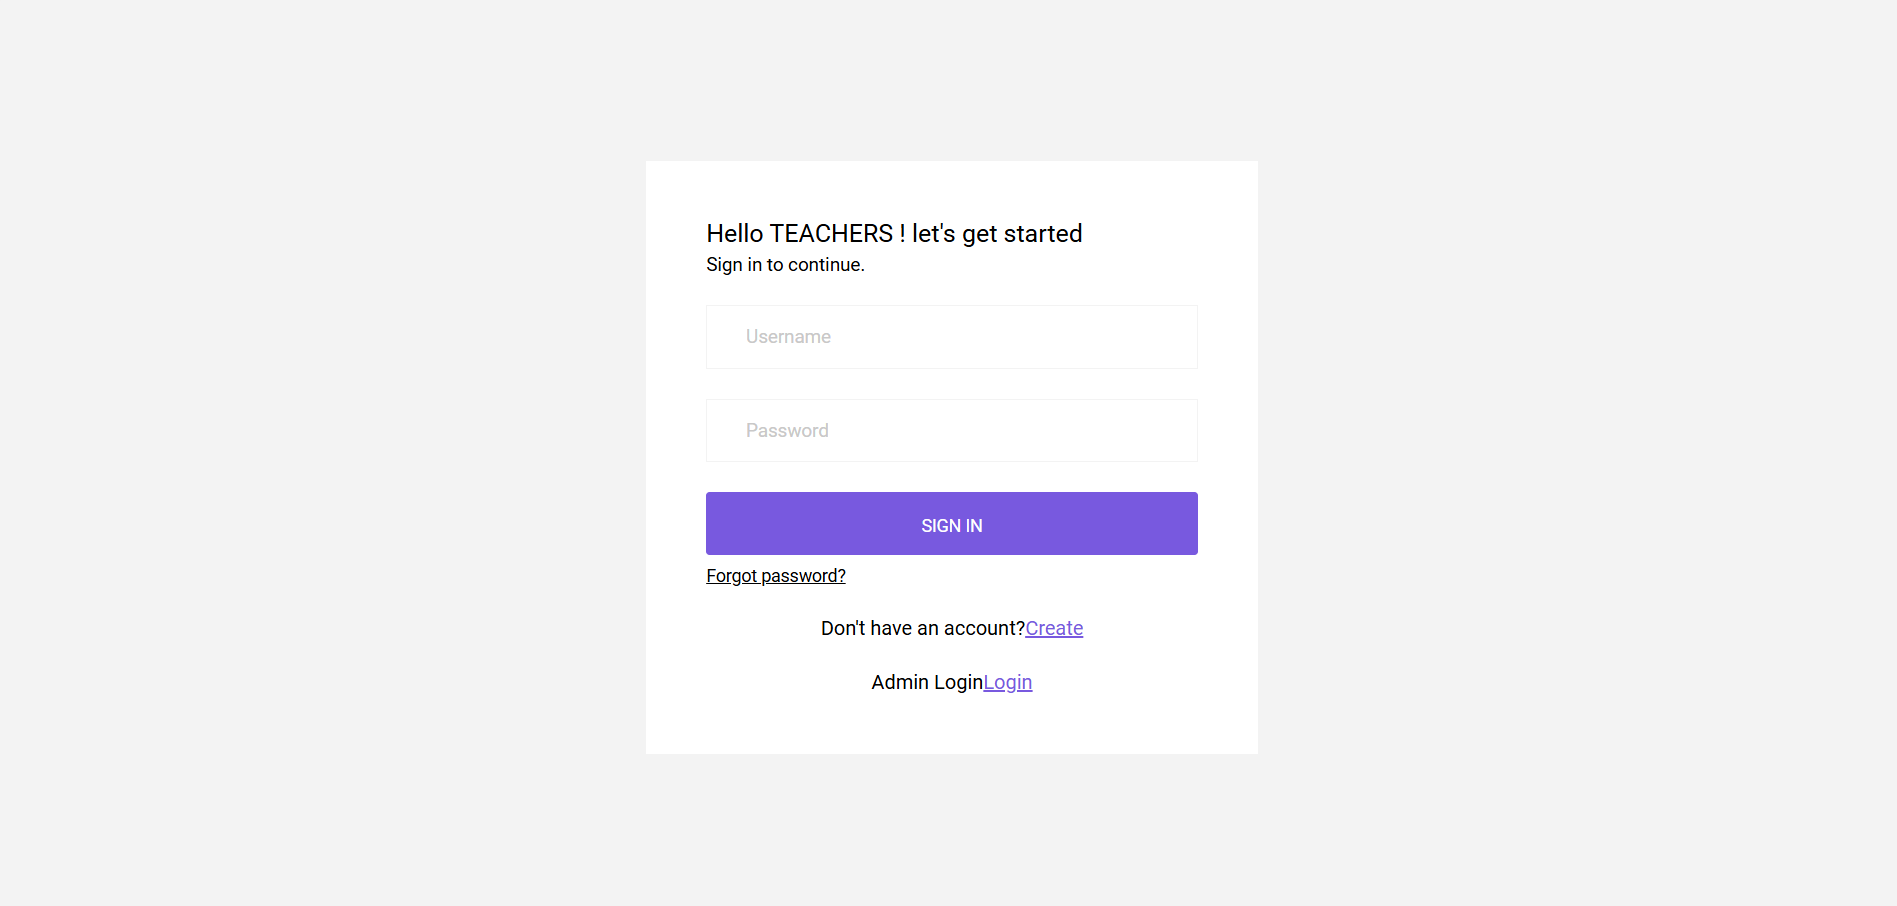 Hello TEACHERS ! let's get started
Sign in to continue.
Username
Password
SIGN IN
Forgot password?
Don't have an account?Create
Admin LoginLogin